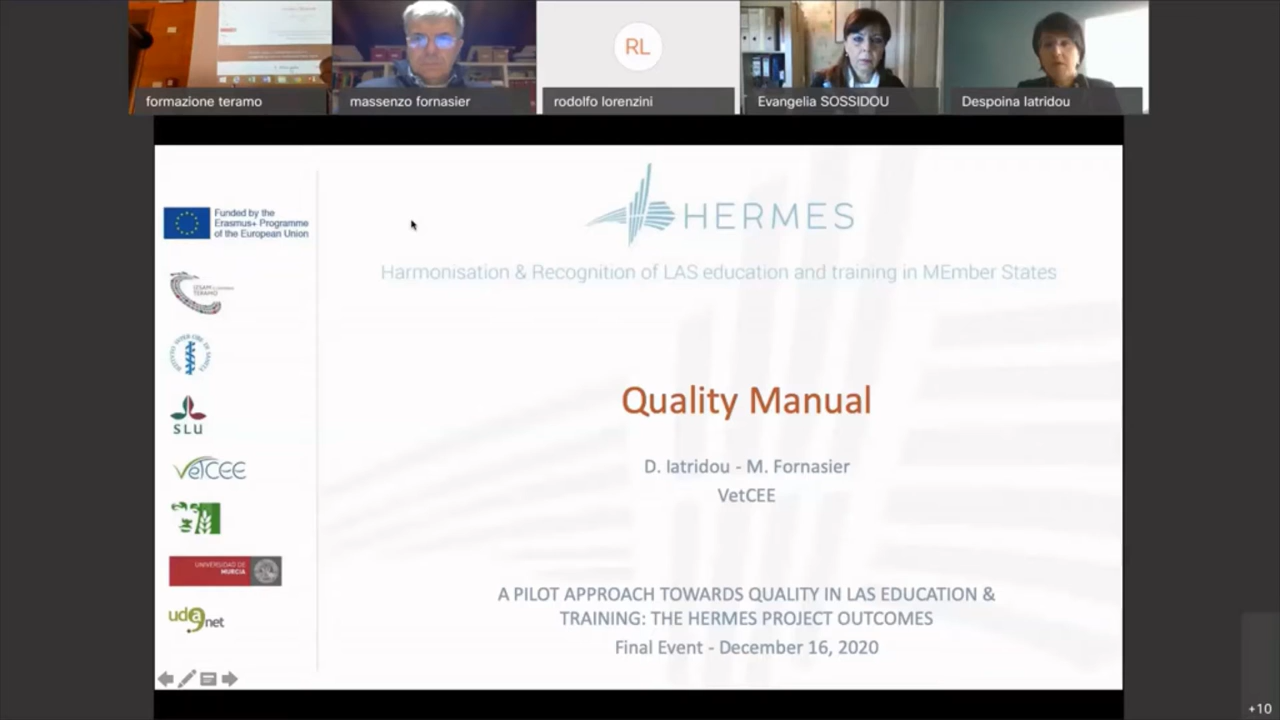 RL
formazione teramo
massenzo fornasier
rodolfo lorenzini
Evangelia SOSSIDOU
Despoina Iatridou
Funded by the
Erasmus+ Programme
of the European Union
HERMES
Harmonisation & Recognition of LAS education and training in MEmber States
TERAMO
SLU
VetCEE
UNIVERSIDAD DE
MURCIA
ud@net
Quality Manual
D. Iatridou - M. Fornasier
VetCEE
A PILOT APPROACH TOWARDS QUALITY IN LAS EDUCATION &
TRAINING: THE HERMES PROJECT OUTCOMES
Final Event - December 16, 2020
+10